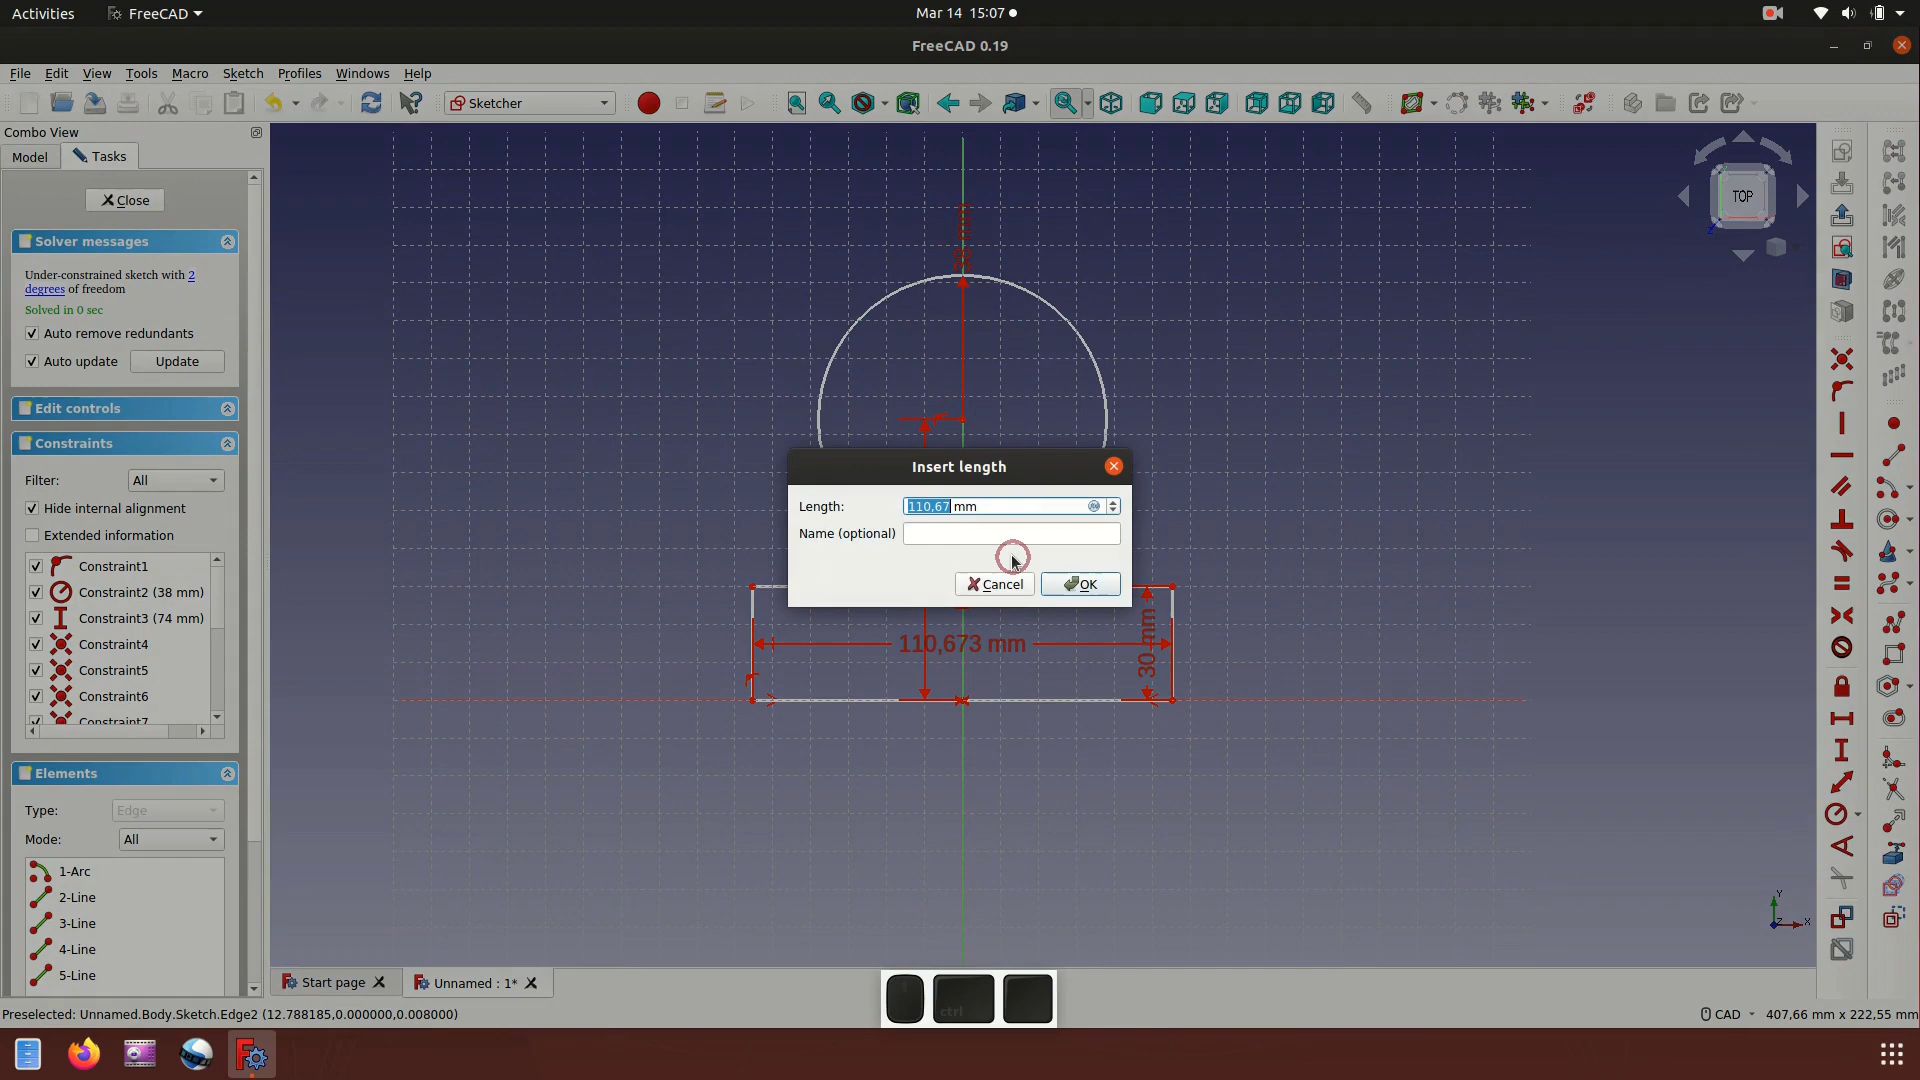 Activities FreeCAD Mar 14 15:07
FreeCAD 0.19
File Edit View Tools Macro Sketch Profiles Windows Help
Sketcher
Combo View
Model Tasks
Close
Solver messages
Under-constrained sketch with 2
degrees of freedom
Solved in 0 sec
Auto remove redundants
Auto update Update
Edit controls
Constraints
Filter: All
Hide internal alignment
Extended information
Constraint1
Constraint2 (38 mm)
Constraint3 (74 mm)
Constraint4
Constraint5
Constraint6
Constraint7
Elements
Type: Edge
Mode: All
1-Arc
2-Line
3-Line
4-Line
5-Line
38 mm
TOP
Insert length
Length: 110,67 mm
Name (optional)
Cancel OK
110,673 mm
30 mm
Y
Z X
Start page Unnamed : 1*
ctrl
Preselected: Unnamed.Body.Sketch.Edge2 (12.788185,0.000000,0.008000)
CAD 407,66 mm x 222,55 mm